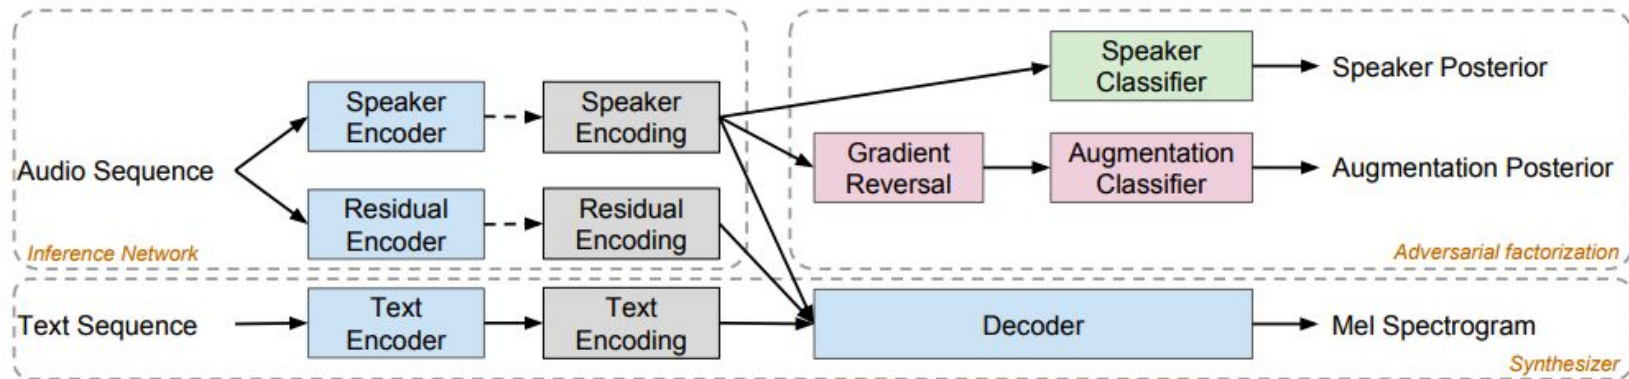 Speaker
Classifier
Speaker Posterior
Speaker
Encoder
Speaker
Encoding
Audio Sequence
Gradient
Reversal
Augmentation
Classifier
Augmentation Posterior
Residual
Encoder
Residual
Encoding
Inference Network
Adversarial factorization
Text Sequence
Text
Encoder
Text
Encoding
Decoder
Mel Spectrogram
Synthesizer